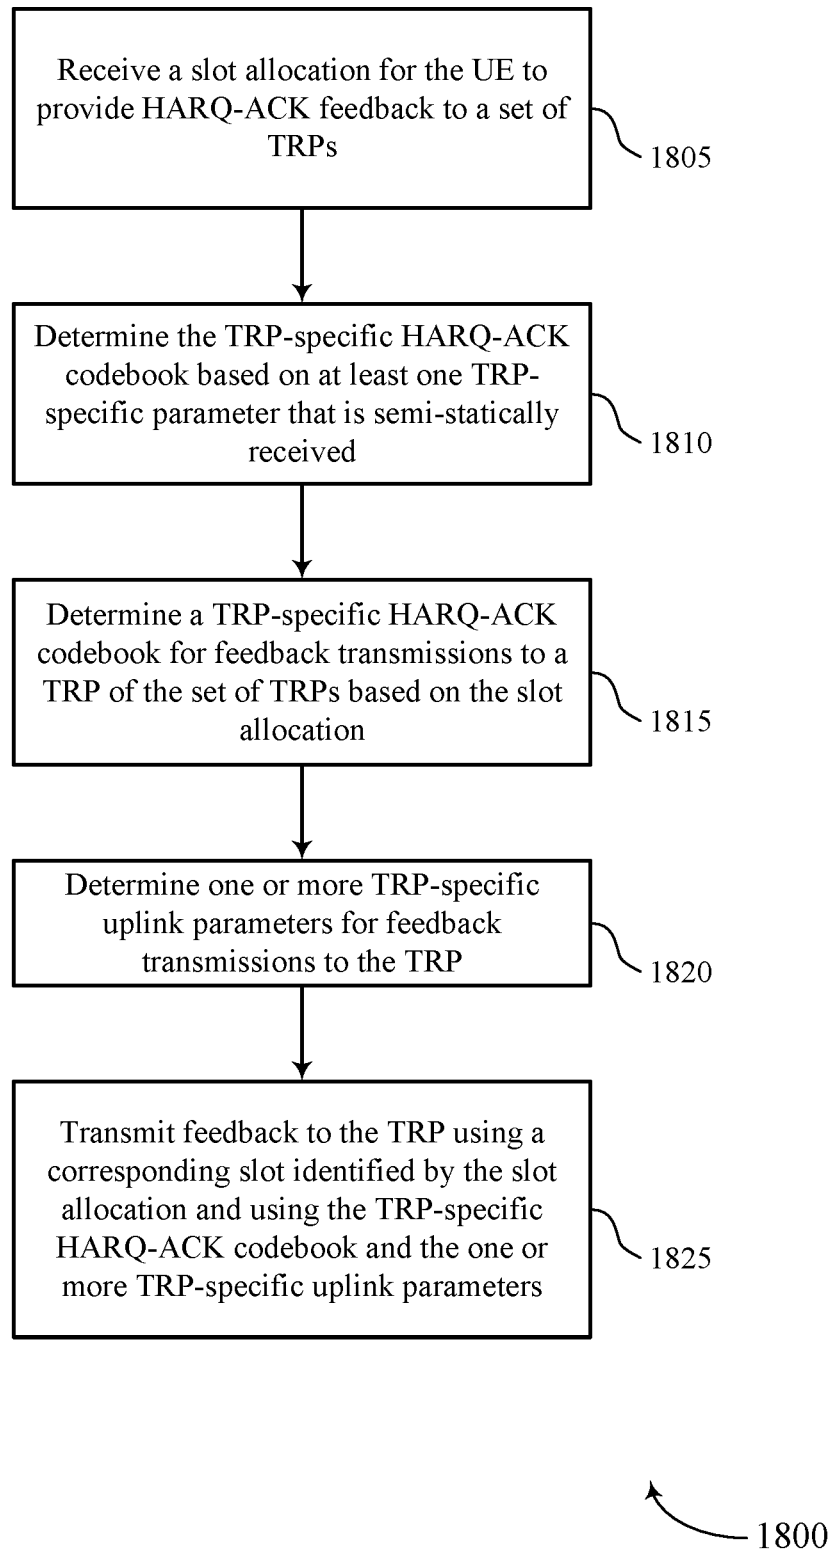 Receive a slot allocation for the UE to
provide HARQ-ACK feedback to a set of
TRPs
1805
Determine the TRP-specific HARQ-ACK
codebook based on at least one TRP-
specific parameter that is semi-statically
received
1810
Determine a TRP-specific HARQ-ACK
codebook for feedback transmissions to a
TRP of the set of TRPs based on the slot
allocation
1815
Determine one or more TRP-specific
uplink parameters for feedback
transmissions to the TRP
1820
Transmit feedback to the TRP using a
corresponding slot identified by the slot
allocation and using the TRP-specific
HARQ-ACK codebook and the one or
more TRP-specific uplink parameters
1825
1800